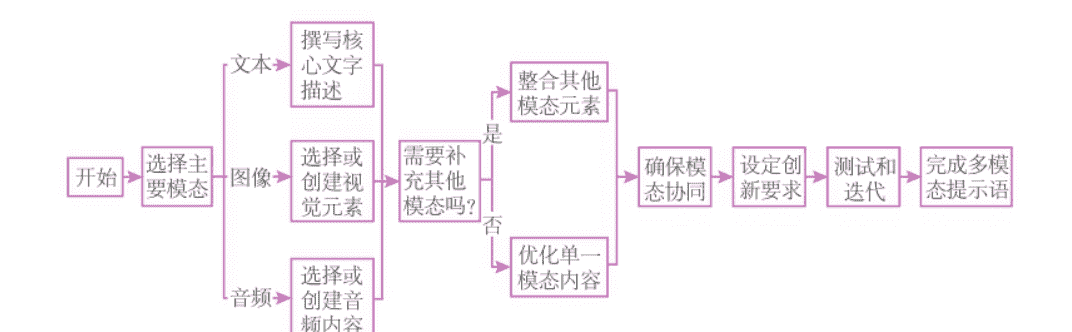 开始
选择主
要模态
文本
撰写核
心文字
描述
图像
选择或
创建视
觉元素
音频
选择或
创建音
频内容
需要补
充其他
模态吗?
是
整合其他
模态元素
否
优化单一
模态内容
确保模
态协同
设定创
新要求
测试和
迭代
完成多模
态提示语